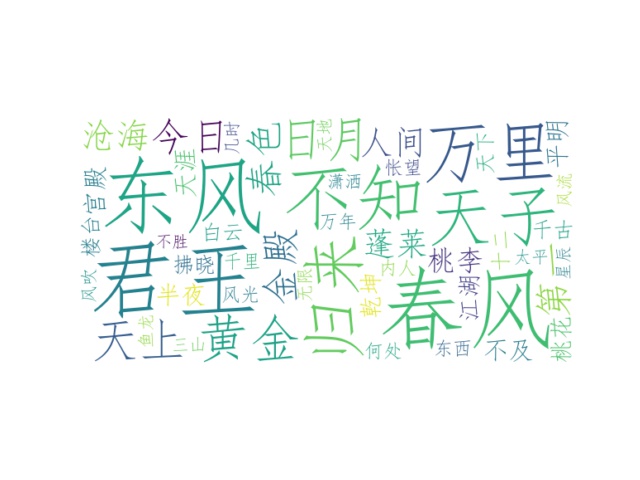 沧海
今日
几宵
春色
日月
天地
人间
万里
平明
天下
怅望
天涯
东风
不知
潇洒
天子
风流
宫殿
楼台
白云
万年
蓬莱
千古
不胜
君王
拂晓
千里
金殿
归来
无限
内人
乾坤
桃李
十二
太平
星辰
第一
风吹
半夜
风光
江湖
春风
桃花
天上
鱼龙
三山
黄金
何处
东西
不及